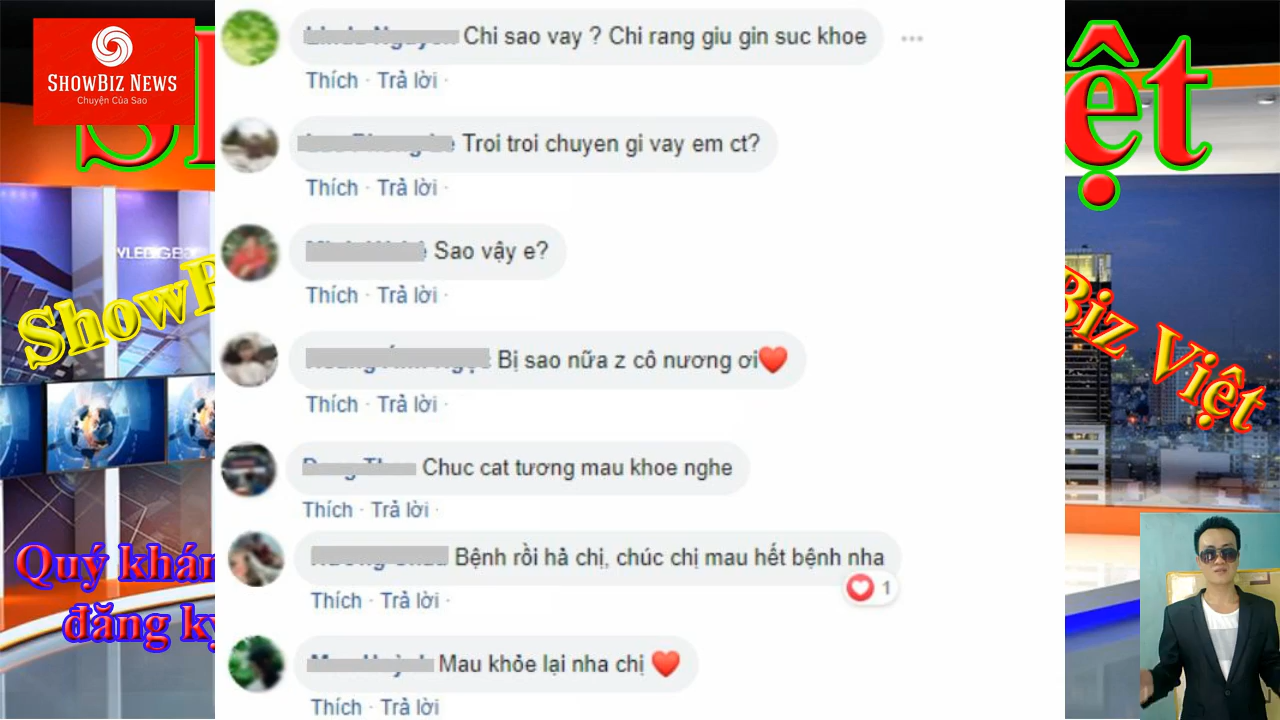 SHOWBIZ NEWS
Chuyện Của Sao
ệt
ShowB
Biz Việt
Quý khán
đăng ký
Chi sao vay ? Chi rang giu gin suc khoe
Thích · Trả lời ·
Troi troi chuyen gi vay em ct?
Thích · Trả lời ·
Sao vậy e?
Thích · Trả lời ·
Bị sao nữa z cô nương ơi❤️
Thích · Trả lời ·
Chuc cat tương mau khoe nghe
Thích · Trả lời ·
Bệnh rồi hả chị, chúc chị mau hết bệnh nha
1
Thích · Trả lời ·
Mau khỏe lại nha chị ❤️
Thích · Trả lời